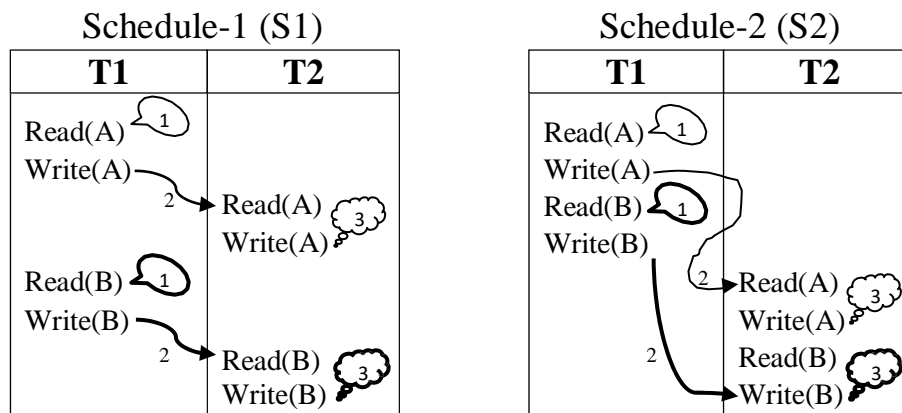 Schedule-1 (S1)
T1 T2
Read(A) 1
Write(A)
2 Read(A) 3
Write(A)
Read(B) 1
Write(B)
2 Read(B) 3
Write(B)
Schedule-2 (S2)
T1 T2
Read(A) 1
Write(A)
Read(B) 1
Write(B)
2 Read(A) 3
Write(A)
2 Read(B) 3
Write(B)